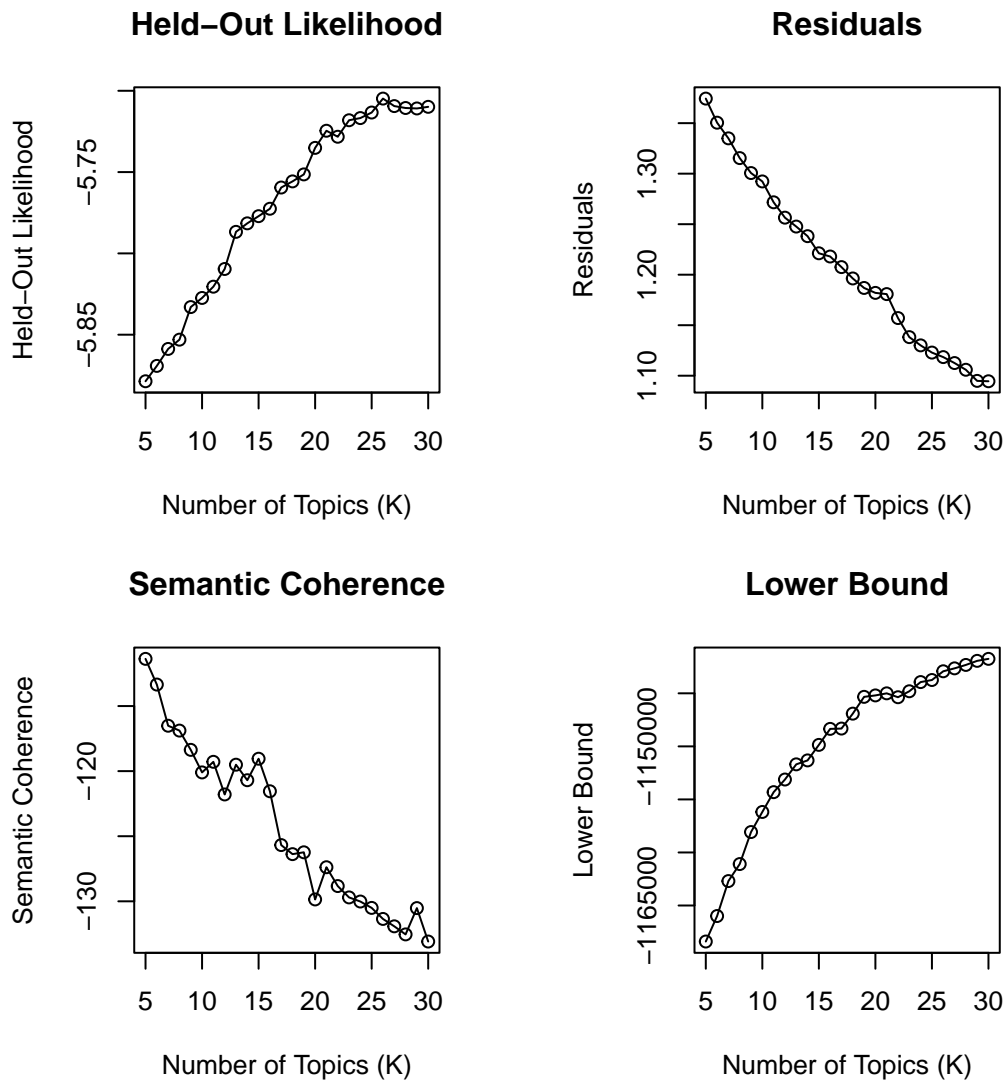 Held−Out Likelihood
Held−Out Likelihood
−5.75
−5.85
5 10 15 20 25 30
Number of Topics (K)
Residuals
Residuals
1.30
1.20
1.10
5 10 15 20 25 30
Number of Topics (K)
Semantic Coherence
Semantic Coherence
−120
−130
5 10 15 20 25 30
Number of Topics (K)
Lower Bound
Lower Bound
−1150000
−1165000
5 10 15 20 25 30
Number of Topics (K)